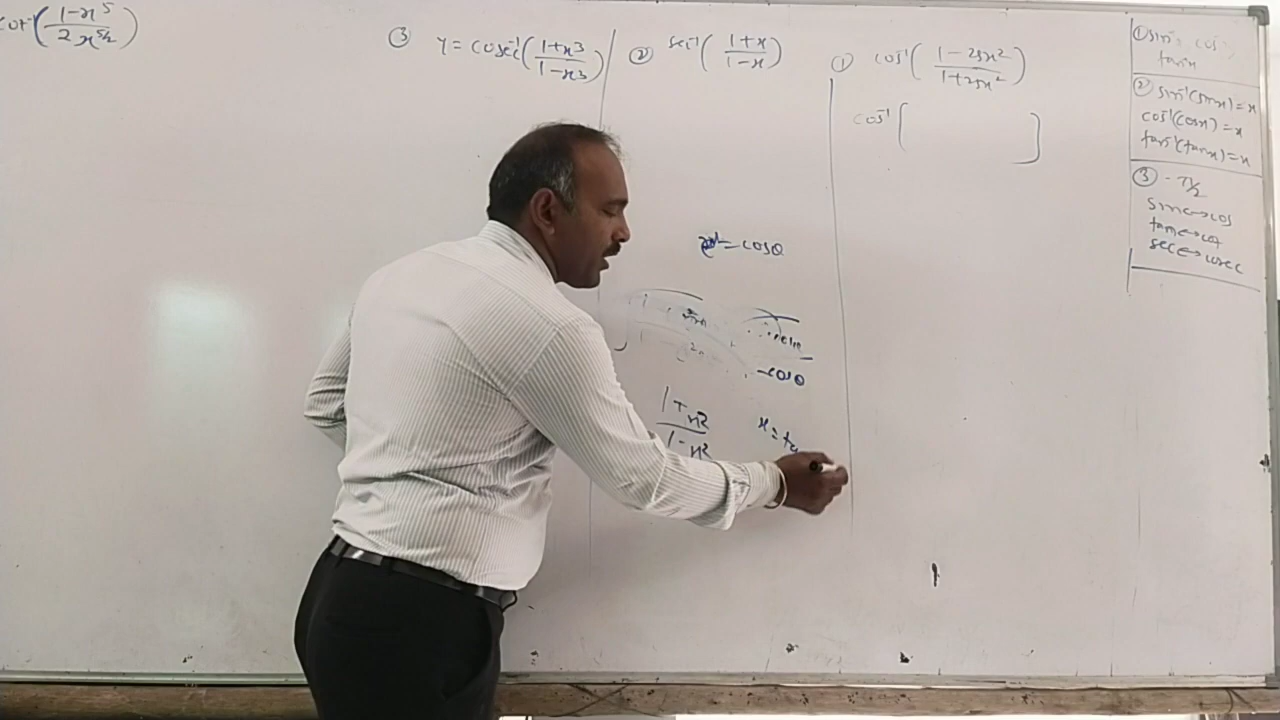 cot⁻¹(1-x⁵/2x^5/2)
③ y = cosec⁻¹(1+x³/1-x³)
② sec⁻¹(1+x/1-x)
① cos⁻¹(1-25x²/1+25x²)
cos⁻¹[ ]
= cosθ
cosθ
1+x²/1-x²
x = ta
① sin⁻¹, cos⁻¹,
tan⁻¹x
② sin⁻¹(sinx) = x
cos⁻¹(cosx) = x
tan⁻¹(tanx) = x
③ - π/2
sin↔cos
tan↔cot
sec↔cosec